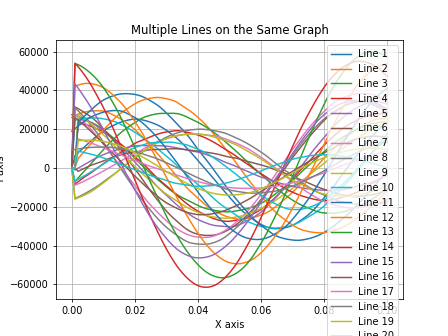 Multiple Lines on the Same Graph
60000
40000
20000
0
−20000
−40000
−60000
0.00
0.02
0.04
0.06
X axis
Line 1
Line 2
Line 3
Line 4
Line 5
Line 6
Line 7
Line 8
Line 9
Line 10
Line 11
Line 12
Line 13
Line 14
Line 15
Line 16
Line 17
Line 18
Line 19
Line 20